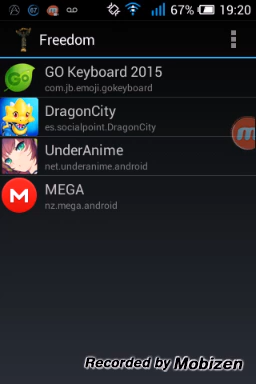 67% 19:20
Freedom
GO Keyboard 2015
com.jb.emoji.gokeyboard
DragonCity
es.socialpoint.DragonCity
UnderAnime
net.underanime.android
MEGA
nz.mega.android
Recorded by Mobizen